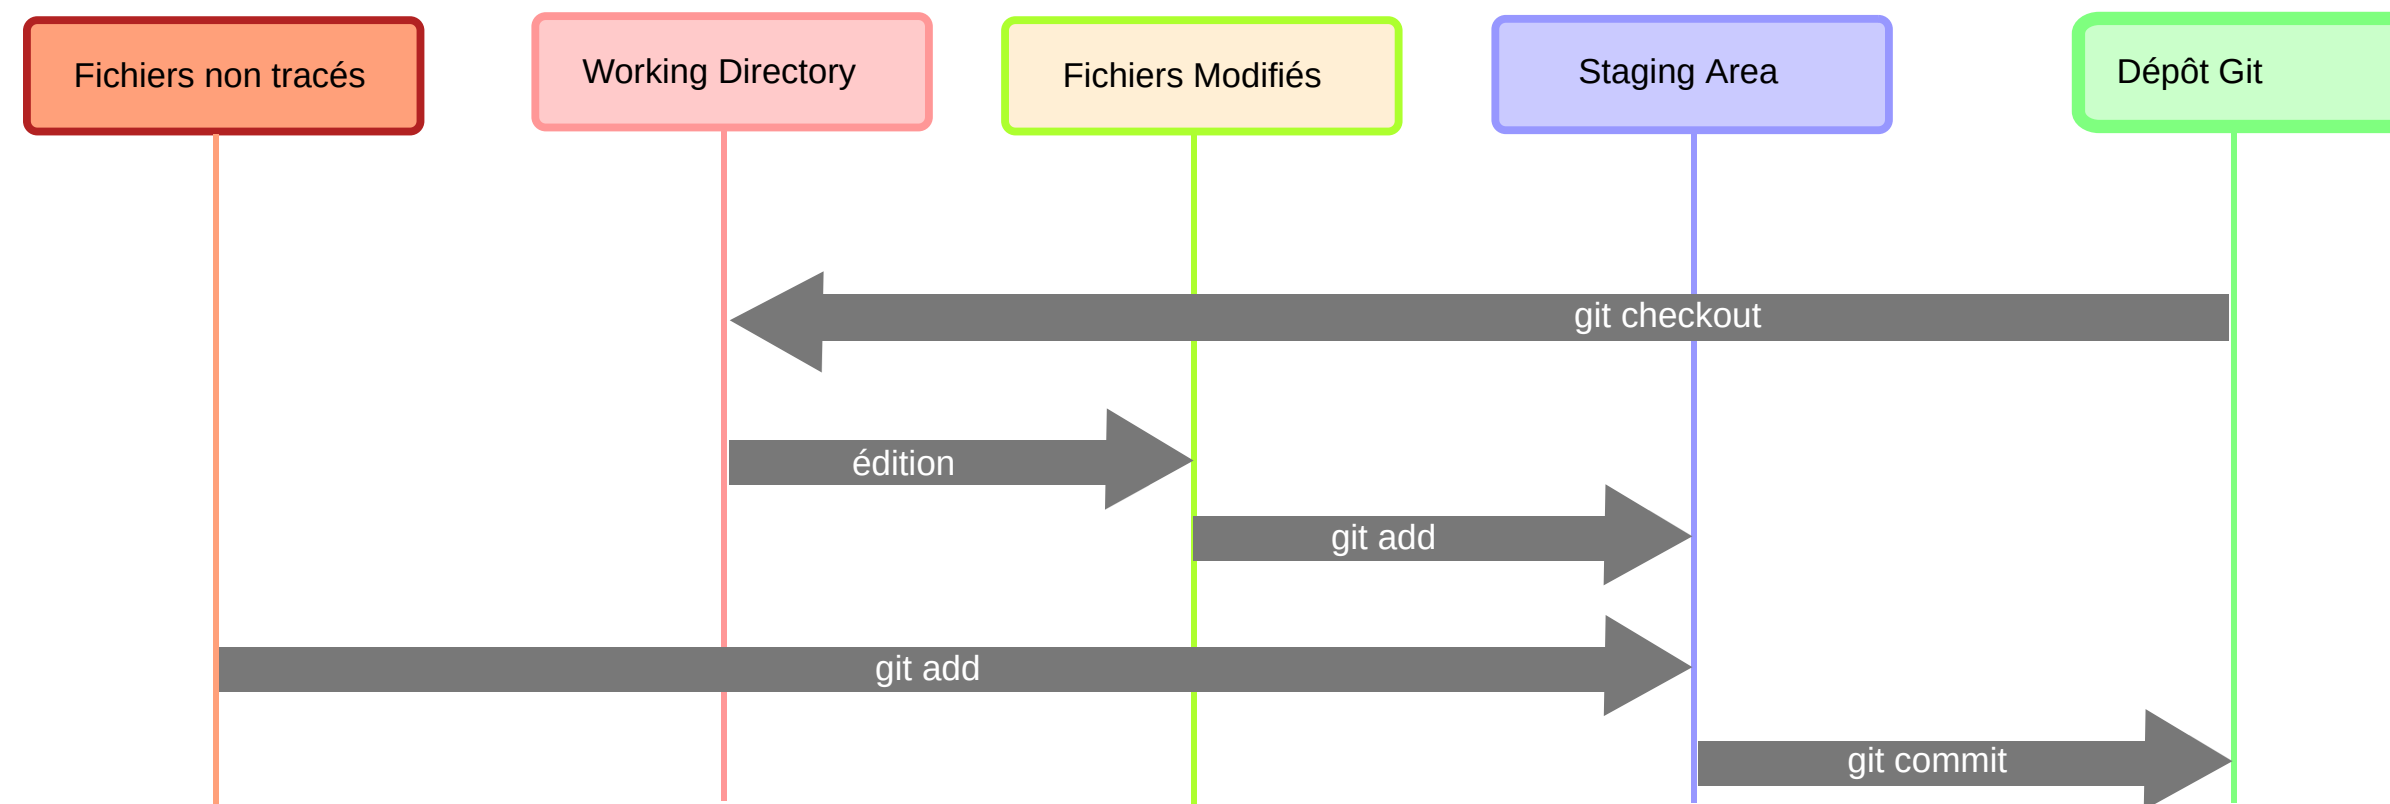 Fichiers non tracés
Working Directory
Fichiers Modifiés
Staging Area
Dépôt Git
git checkout
édition
git add
git add
git commit